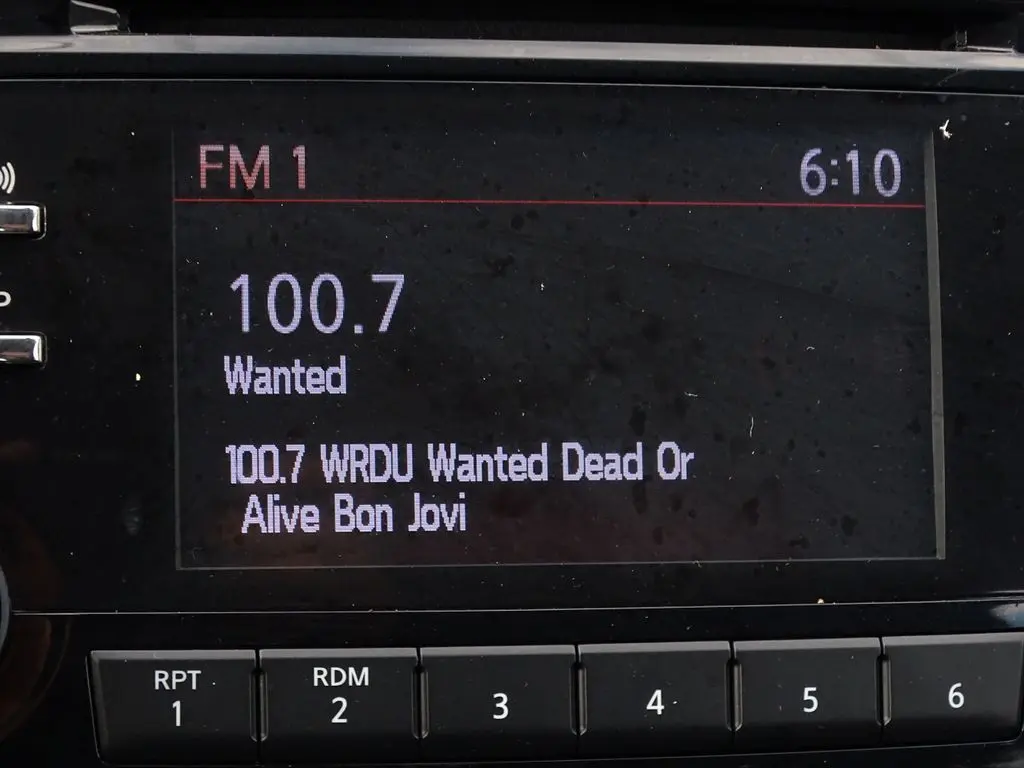 FM 1 6:10
100.7
Wanted
100.7 WRDU Wanted Dead Or
Alive Bon Jovi
RPT RDM
1 2 3 4 5 6